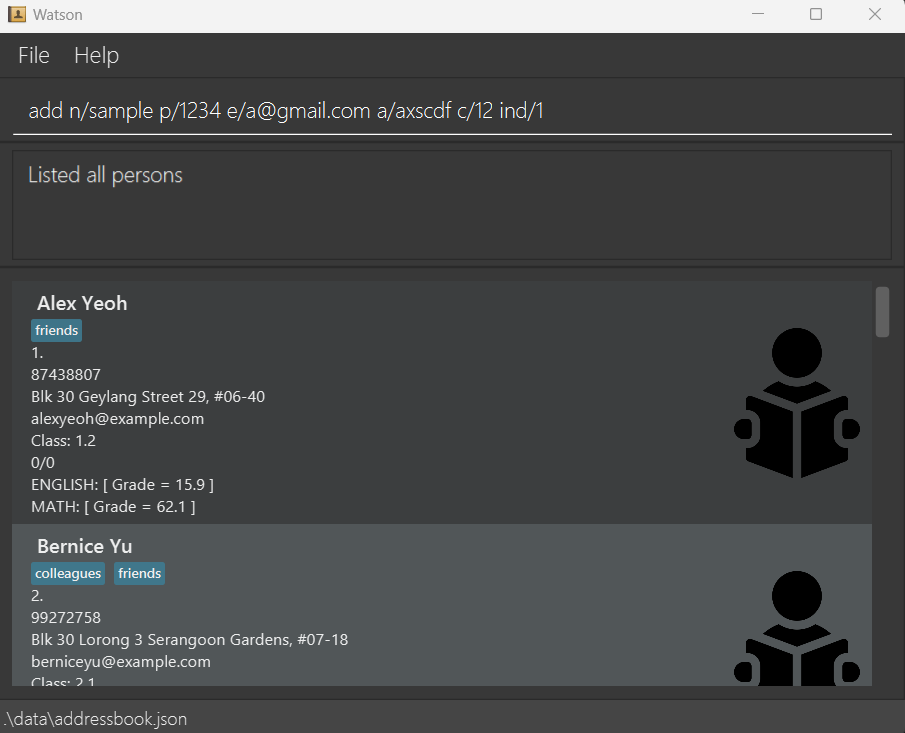 Watson
File Help
add n/sample p/1234 e/a@gmail.com a/axscdf c/12 ind/1
Listed all persons
Alex Yeoh
friends
1.
87438807
Blk 30 Geylang Street 29, #06-40
alexyeoh@example.com
Class: 1.2
0/0
ENGLISH: [ Grade = 15.9 ]
MATH: [ Grade = 62.1 ]
Bernice Yu
colleagues friends
2.
99272758
Blk 30 Lorong 3 Serangoon Gardens, #07-18
berniceyu@example.com
Class: 2.1
.\data\addressbook.json